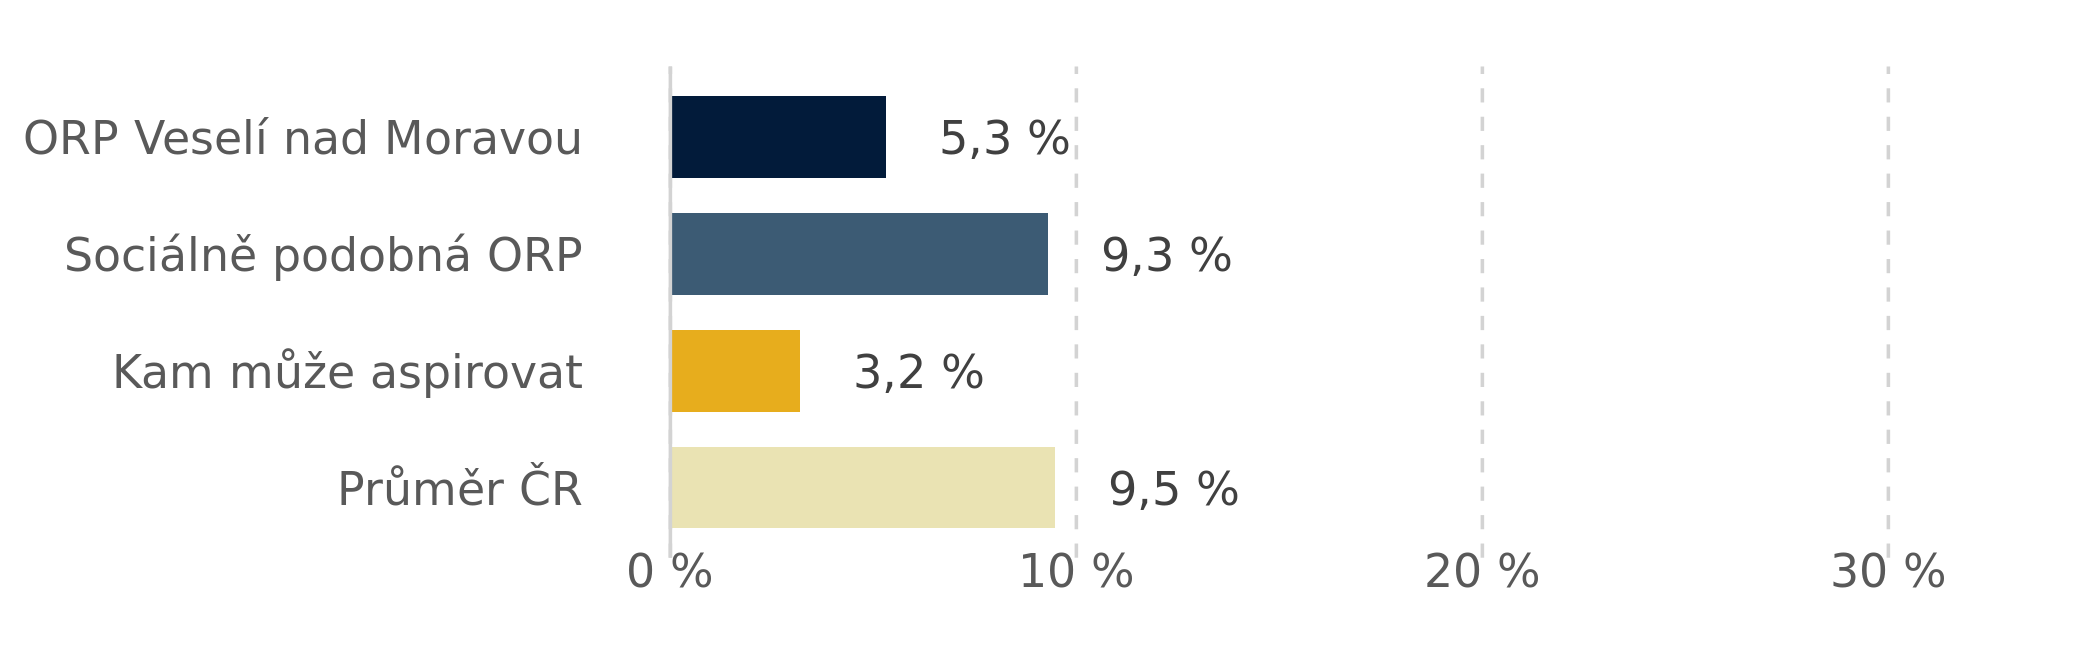 ORP Veselí nad Moravou 5,3 %
Sociálně podobná ORP 9,3 %
Kam může aspirovat 3,2 %
Průměr ČR 9,5 %
0 % 10 % 20 % 30 %